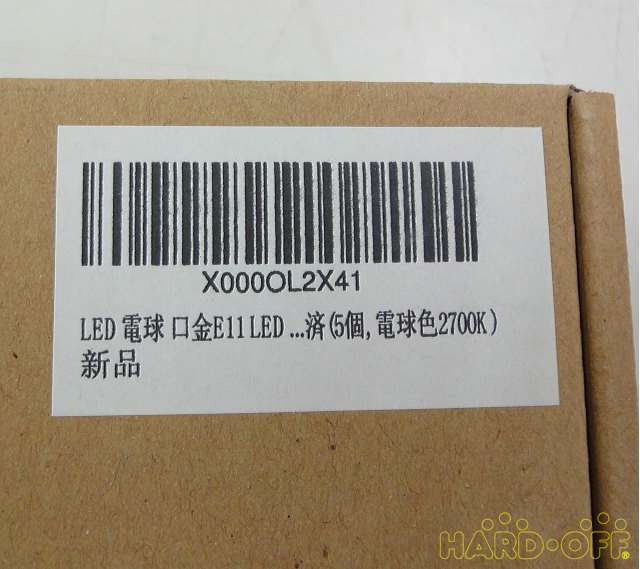 X000OL2X41
LED 電球 口金E11 LED ...済(5個,電球色2700K)
新品
HARD·OFF